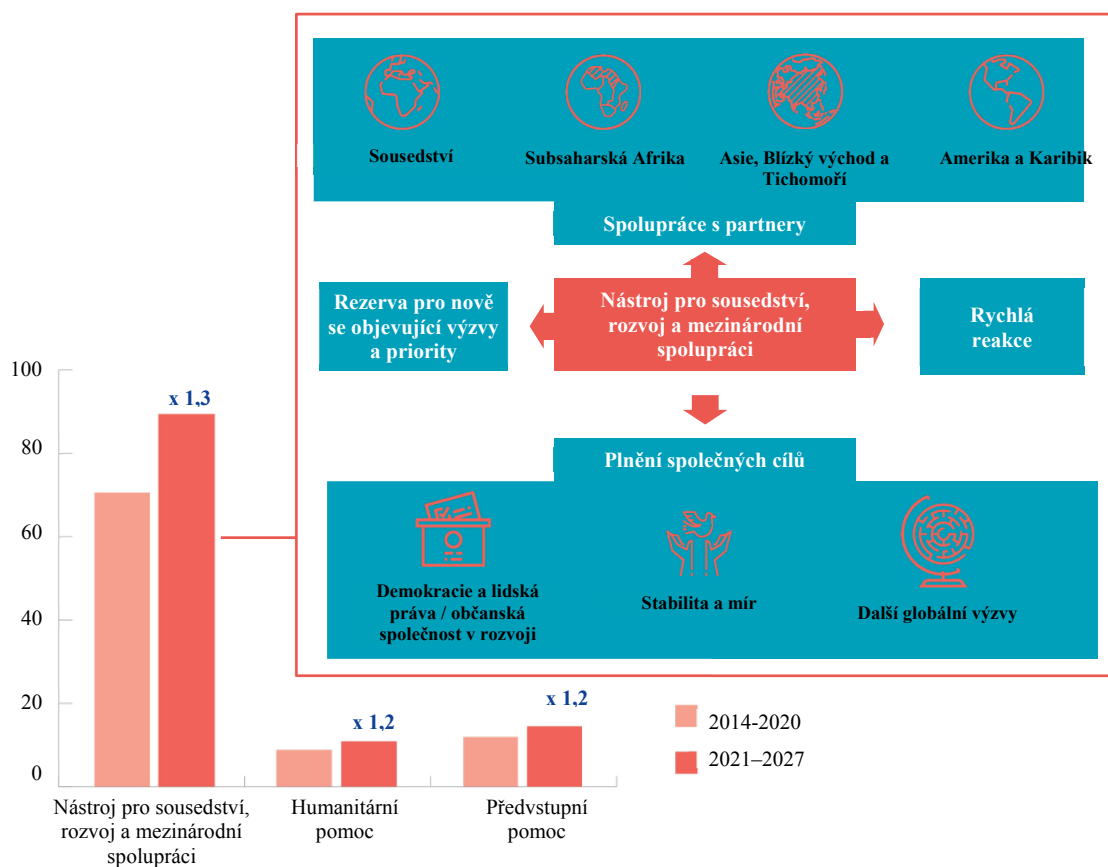 Sousedství
Subsaharská Afrika
Asie, Blízký východ a
Tichomoří
Amerika a Karibik
Spolupráce s partnery
Rezerva pro nově
se objevující výzvy
a priority
Nástroj pro sousedství,
rozvoj a mezinárodní
spolupráci
Rychlá
reakce
Plnění společných cílů
Demokracie a lidská
práva / občanská
společnost v rozvoji
Stabilita a mír
Další globální výzvy
100
80
60
40
20
0
x 1,3
x 1,2
x 1,2
2014-2020
2021–2027
Nástroj pro sousedství,
rozvoj a mezinárodní
spolupráci
Humanitární
pomoc
Předvstupní
pomoc